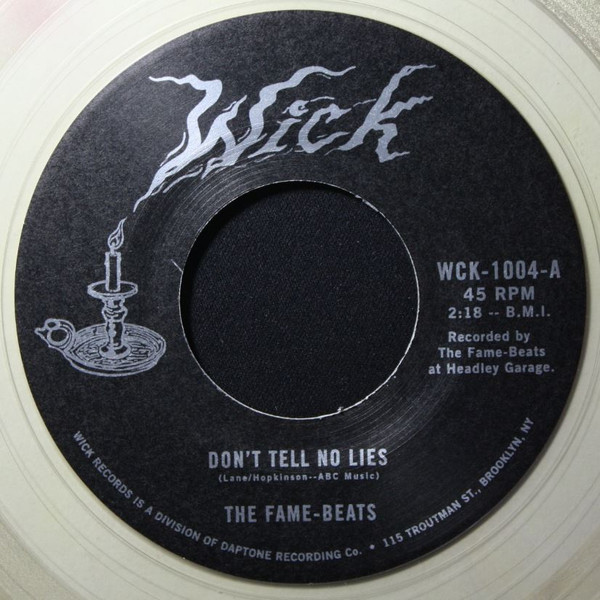 Wick
WCK-1004-A
45 RPM
2:18 -- B.M.I.
Recorded by
The Fame-Beats
at Headley Garage.
DON'T TELL NO LIES
(Lane/Hopkinson--ABC Music)
THE FAME-BEATS
WICK RECORDS IS A DIVISION OF DAPTONE RECORDING Co. • 115 TROUTMAN ST., BROOKLYN, NY